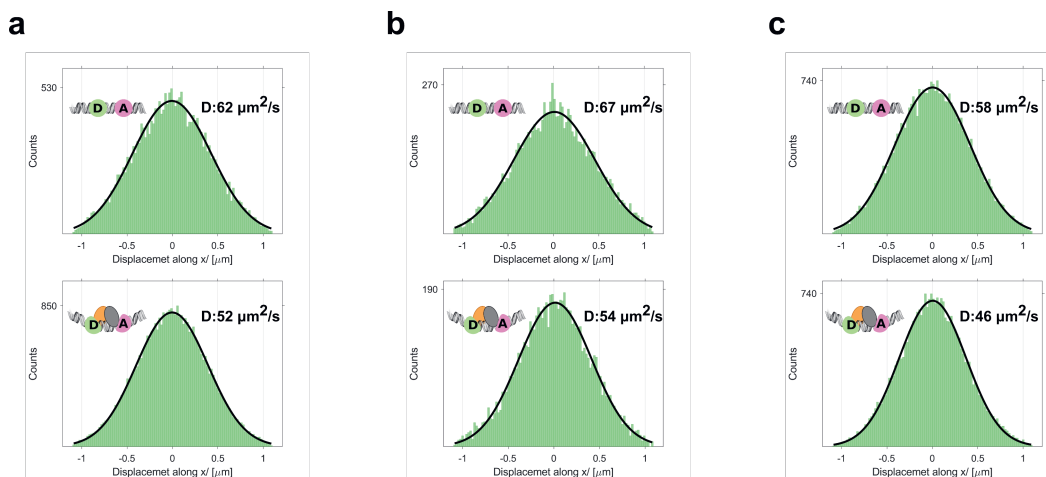 a
b
c
530
D A
D:62 μm²/s
Counts
-1 -0.5 0 0.5 1
Displacemet along x/ [μm]
850
D A
D:52 μm²/s
Counts
-1 -0.5 0 0.5 1
Displacemet along x/ [μm]
270
D A
D:67 μm²/s
Counts
-1 -0.5 0 0.5 1
Displacemet along x/ [μm]
190
D A
D:54 μm²/s
Counts
-1 -0.5 0 0.5 1
Displacemet along x/ [μm]
740
D A
D:58 μm²/s
Counts
-1 -0.5 0 0.5 1
Displacemet along x/ [μm]
740
D A
D:46 μm²/s
Counts
-1 -0.5 0 0.5 1
Displacemet along x/ [μm]